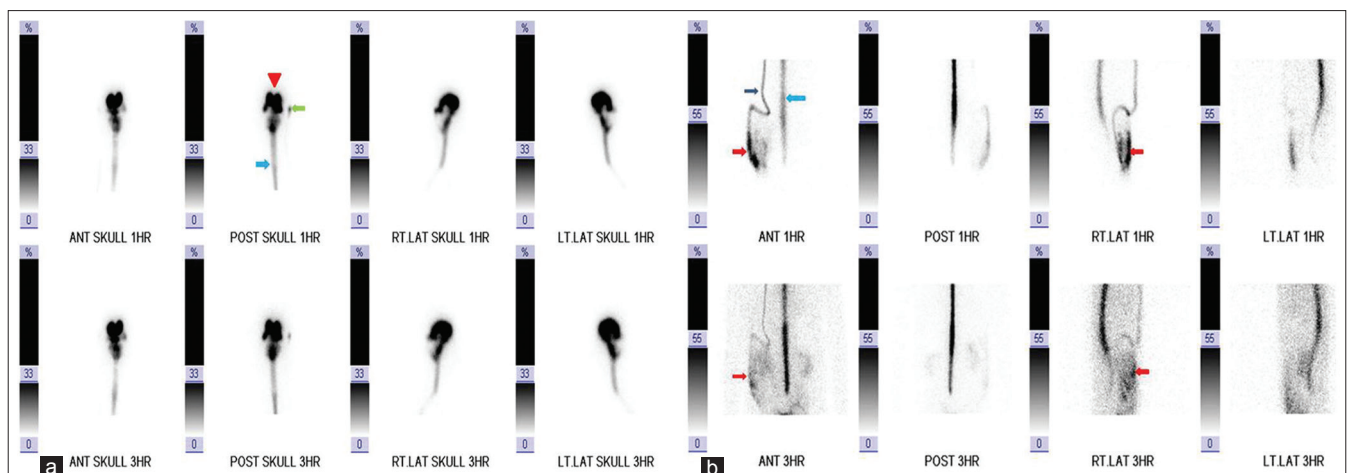 % % % % % % % %
33 33 33 33 55 55 55 55
0 0 0 0 0 0 0 0
ANT SKULL 1HR POST SKULL 1HR RT.LAT SKULL 1HR LT.LAT SKULL 1HR ANT 1HR POST 1HR RT.LAT 1HR LT.LAT 1HR
% % % % % % % %
33 33 33 33 55 55 55 55
0 0 0 0 0 0 0 0
ANT SKULL 3HR POST SKULL 3HR RT.LAT SKULL 3HR LT.LAT SKULL 3HR ANT 3HR POST 3HR RT.LAT 3HR LT.LAT 3HR
a b